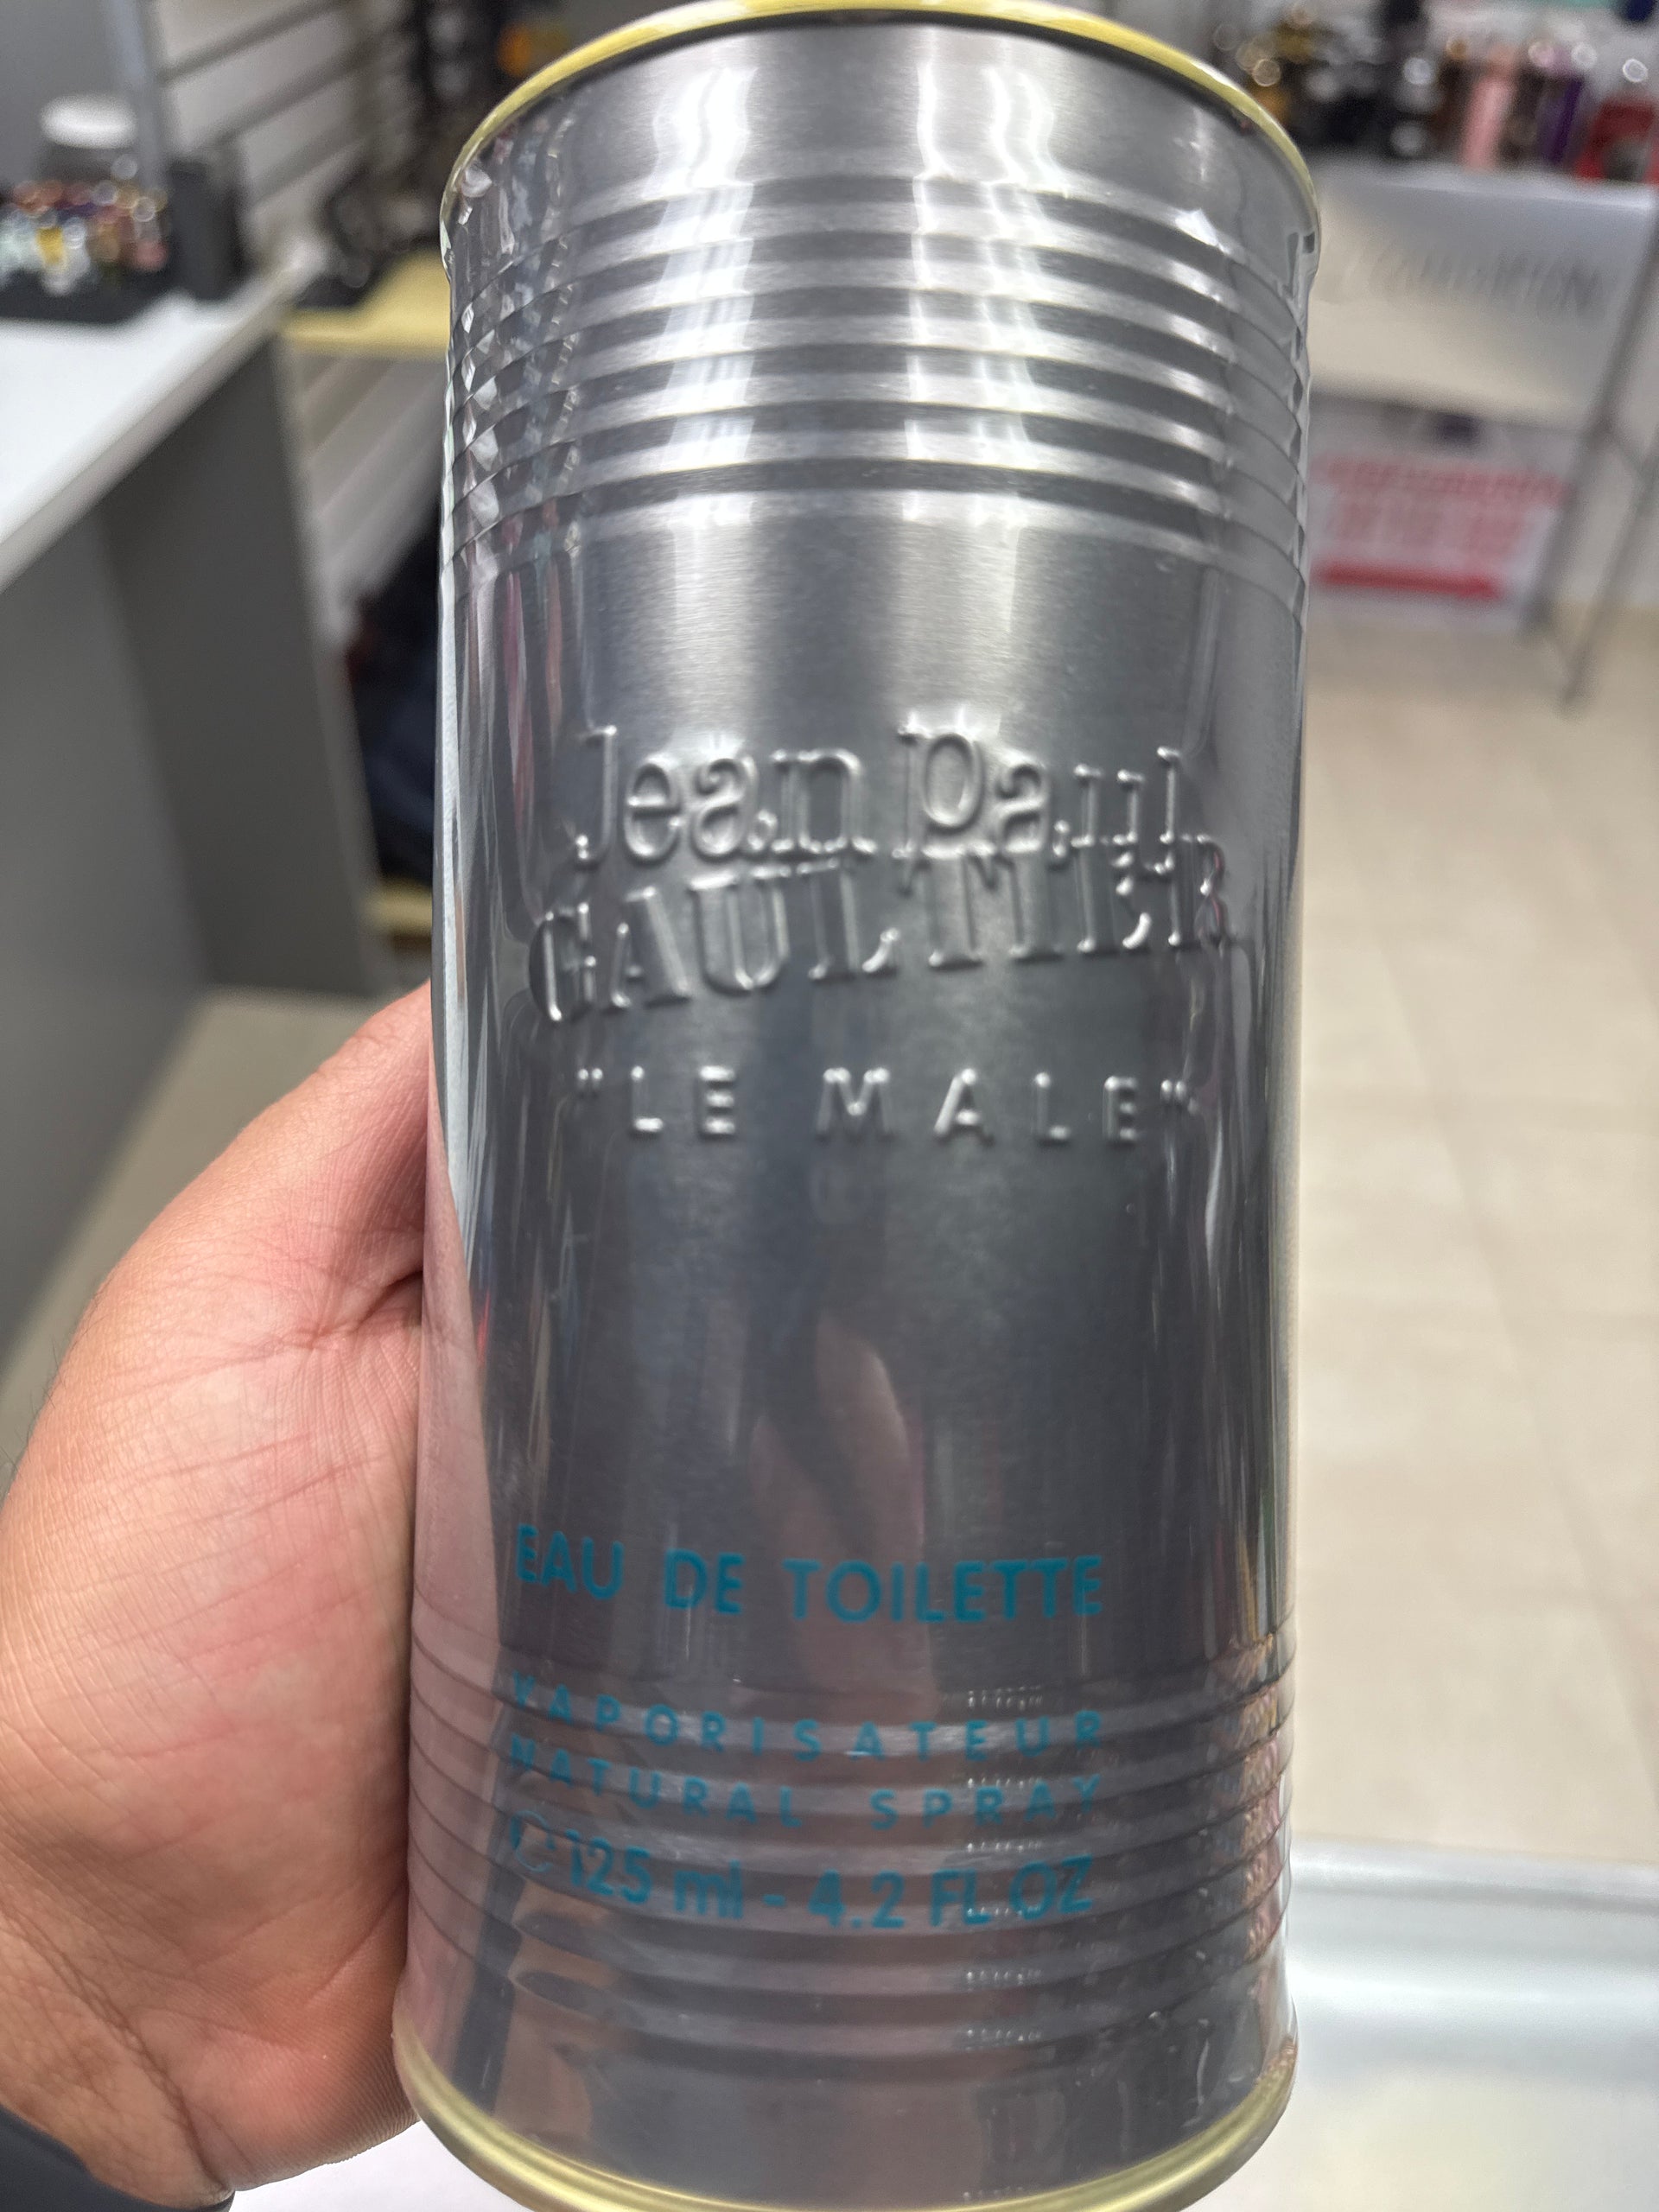 Jean Paul
GAULTIER
"LE MALE"
EAU DE TOILETTE
VAPORISATEUR
NATURAL SPRAY
125 ml - 4.2 FL OZ